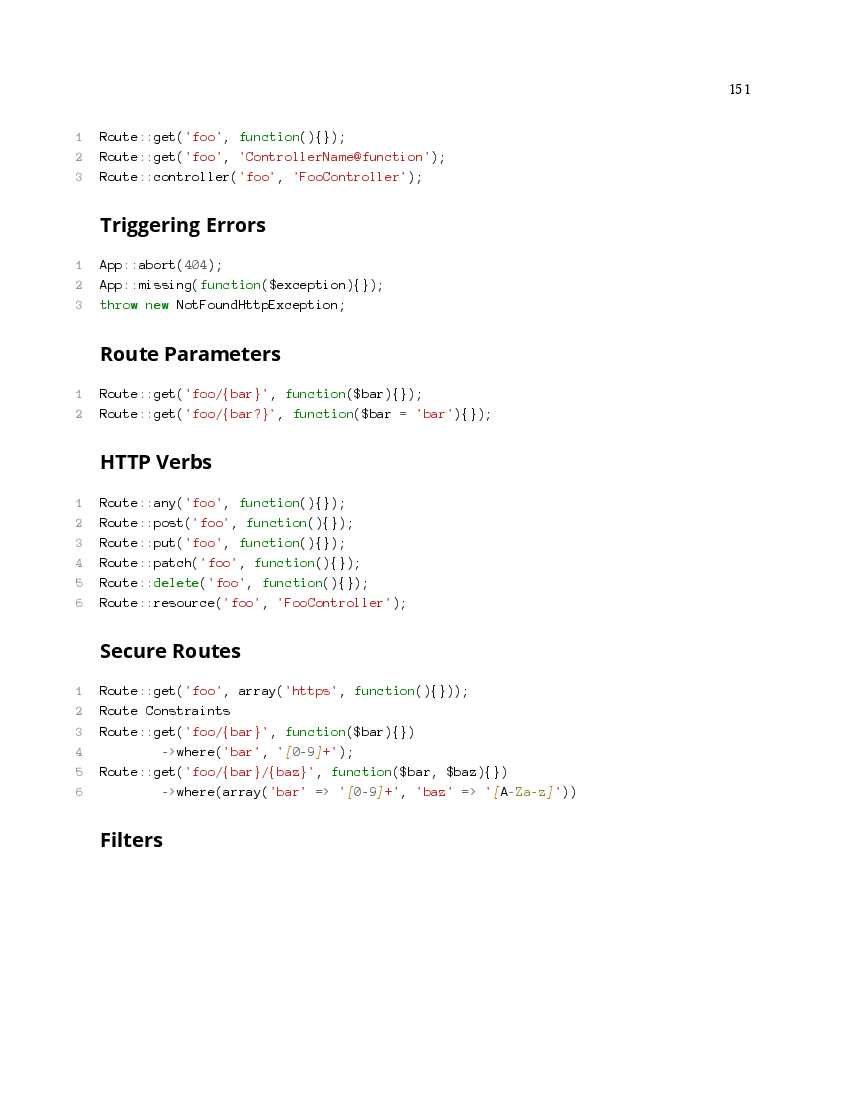 151
1 Route::get('foo', function(){});
2 Route::get('foo', 'ControllerName@function');
3 Route::controller('foo', 'FooController');
Triggering Errors
1 App::abort(404);
2 App::missing(function($exception){});
3 throw new NotFoundHttpException;
Route Parameters
1 Route::get('foo/{bar}', function($bar){});
2 Route::get('foo/{bar?}', function($bar = 'bar'){});
HTTP Verbs
1 Route::any('foo', function(){});
2 Route::post('foo', function(){});
3 Route::put('foo', function(){});
4 Route::patch('foo', function(){});
5 Route::delete('foo', function(){});
6 Route::resource('foo', 'FooController');
Secure Routes
1 Route::get('foo', array('https', function(){}));
2 Route Constraints
3 Route::get('foo/{bar}', function($bar){})
4         ->where('bar', '[0-9]+');
5 Route::get('foo/{bar}/{baz}', function($bar, $baz){})
6         ->where(array('bar' => '[0-9]+', 'baz' => '[A-Za-z]'))
Filters